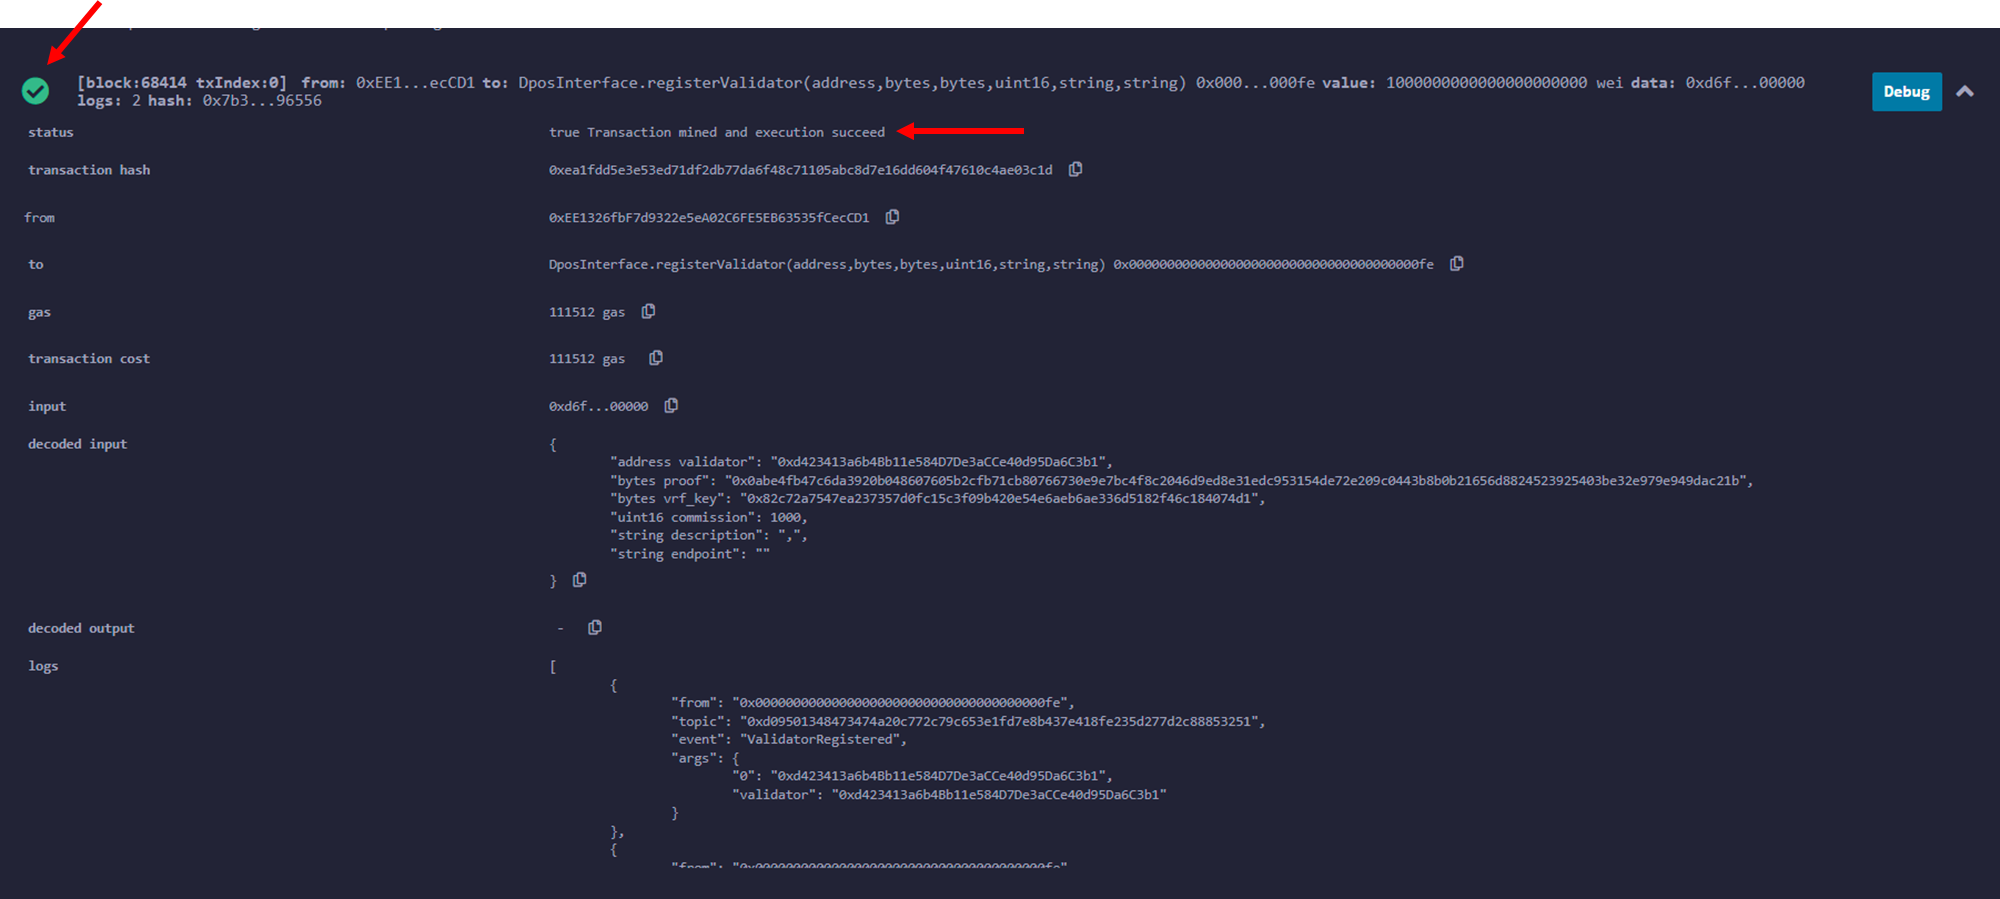 [block:68414 txIndex:0] from: 0xEE1...ecCD1 to: DposInterface.registerValidator(address,bytes,bytes,uint16,string,string) 0x000...000fe value: 1000000000000000000000 wei data: 0xd6f...00000
logs: 2 hash: 0x7b3...96556
Debug
status true Transaction mined and execution succeed
transaction hash 0xea1fdd5e3e53ed71df2db77da6f48c71105abc8d7e16dd604f47610c4ae03c1d
from 0xEE1326fbF7d9322e5eA02C6FE5EB63535fCecCD1
to DposInterface.registerValidator(address,bytes,bytes,uint16,string,string) 0x00000000000000000000000000000000000000fe
gas 111512 gas
transaction cost 111512 gas
input 0xd6f...00000
decoded input {
"address validator": "0xd423413a6b4Bb11e584D7De3aCCe40d95Da6C3b1",
"bytes proof": "0x0abe4fb47c6da3920b048607605b2cfb71cb80766730e9e7bc4f8c2046d9ed8e31edc953154de72e209c0443b8b0b21656d8824523925403be32e979e949dac21b",
"bytes vrf_key": "0x82c72a7547ea237357d0fc15c3f09b420e54e6aeb6ae336d5182f46c184074d1",
"uint16 commission": 1000,
"string description": ",",
"string endpoint": ""
}
decoded output -
logs [
{
"from": "0x00000000000000000000000000000000000000fe",
"topic": "0xd09501348473474a20c772c79c653e1fd7e8b437e418fe235d277d2c88853251",
"event": "ValidatorRegistered",
"args": {
"0": "0xd423413a6b4Bb11e584D7De3aCCe40d95Da6C3b1",
"validator": "0xd423413a6b4Bb11e584D7De3aCCe40d95Da6C3b1"
}
},
{
"from": "0x00000000000000000000000000000000000000fe"